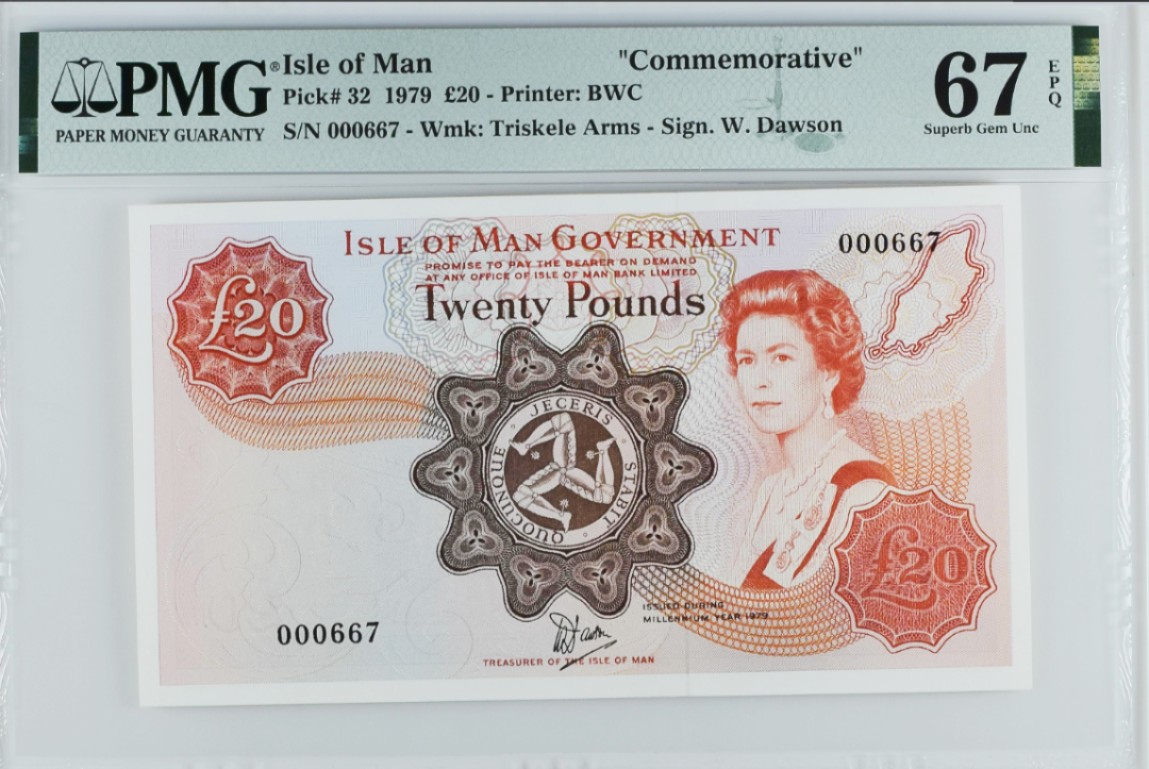 PMG®
PAPER MONEY GUARANTY
Isle of Man "Commemorative"
Pick# 32 1979 £20 - Printer: BWC
S/N 000667 - Wmk: Triskele Arms - Sign. W. Dawson
67
EPQ
Superb Gem Unc
ISLE OF MAN GOVERNMENT
000667
PROMISE TO PAY THE BEARER ON DEMAND
AT ANY OFFICE OF ISLE OF MAN BANK LIMITED
Twenty Pounds
£20
QUOCUNQUE · JECERIS · STABIT
£20
ISSUED DURING
MILLENNIUM YEAR 1979
000667
W Dawson
TREASURER OF THE ISLE OF MAN